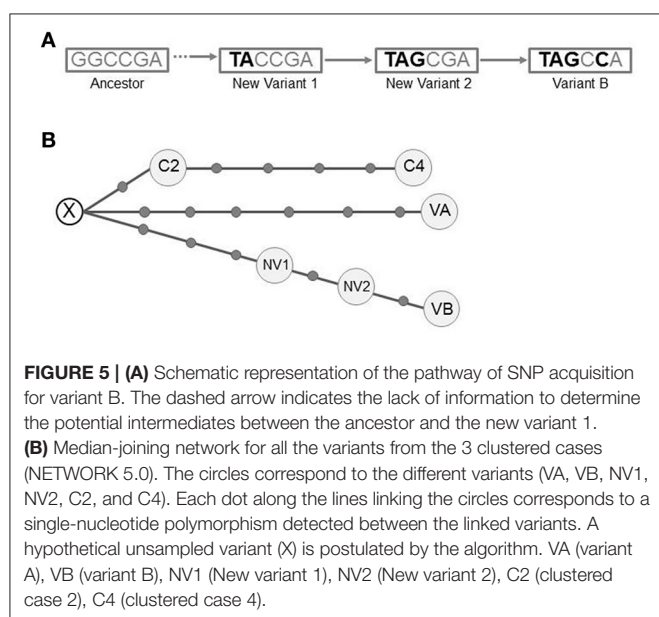 A
GGCCGA TACCGA TAGCGA TAGCCA
Ancestor New Variant 1 New Variant 2 Variant B
B
C2 C4
X VA
NV1
NV2
VB
FIGURE 5 | (A) Schematic representation of the pathway of SNP acquisition
for variant B. The dashed arrow indicates the lack of information to determine
the potential intermediates between the ancestor and the new variant 1.
(B) Median-joining network for all the variants from the 3 clustered cases
(NETWORK 5.0). The circles correspond to the different variants (VA, VB, NV1,
NV2, C2, and C4). Each dot along the lines linking the circles corresponds to a
single-nucleotide polymorphism detected between the linked variants. A
hypothetical unsampled variant (X) is postulated by the algorithm. VA (variant
A), VB (variant B), NV1 (New variant 1), NV2 (New variant 2), C2 (clustered
case 2), C4 (clustered case 4).